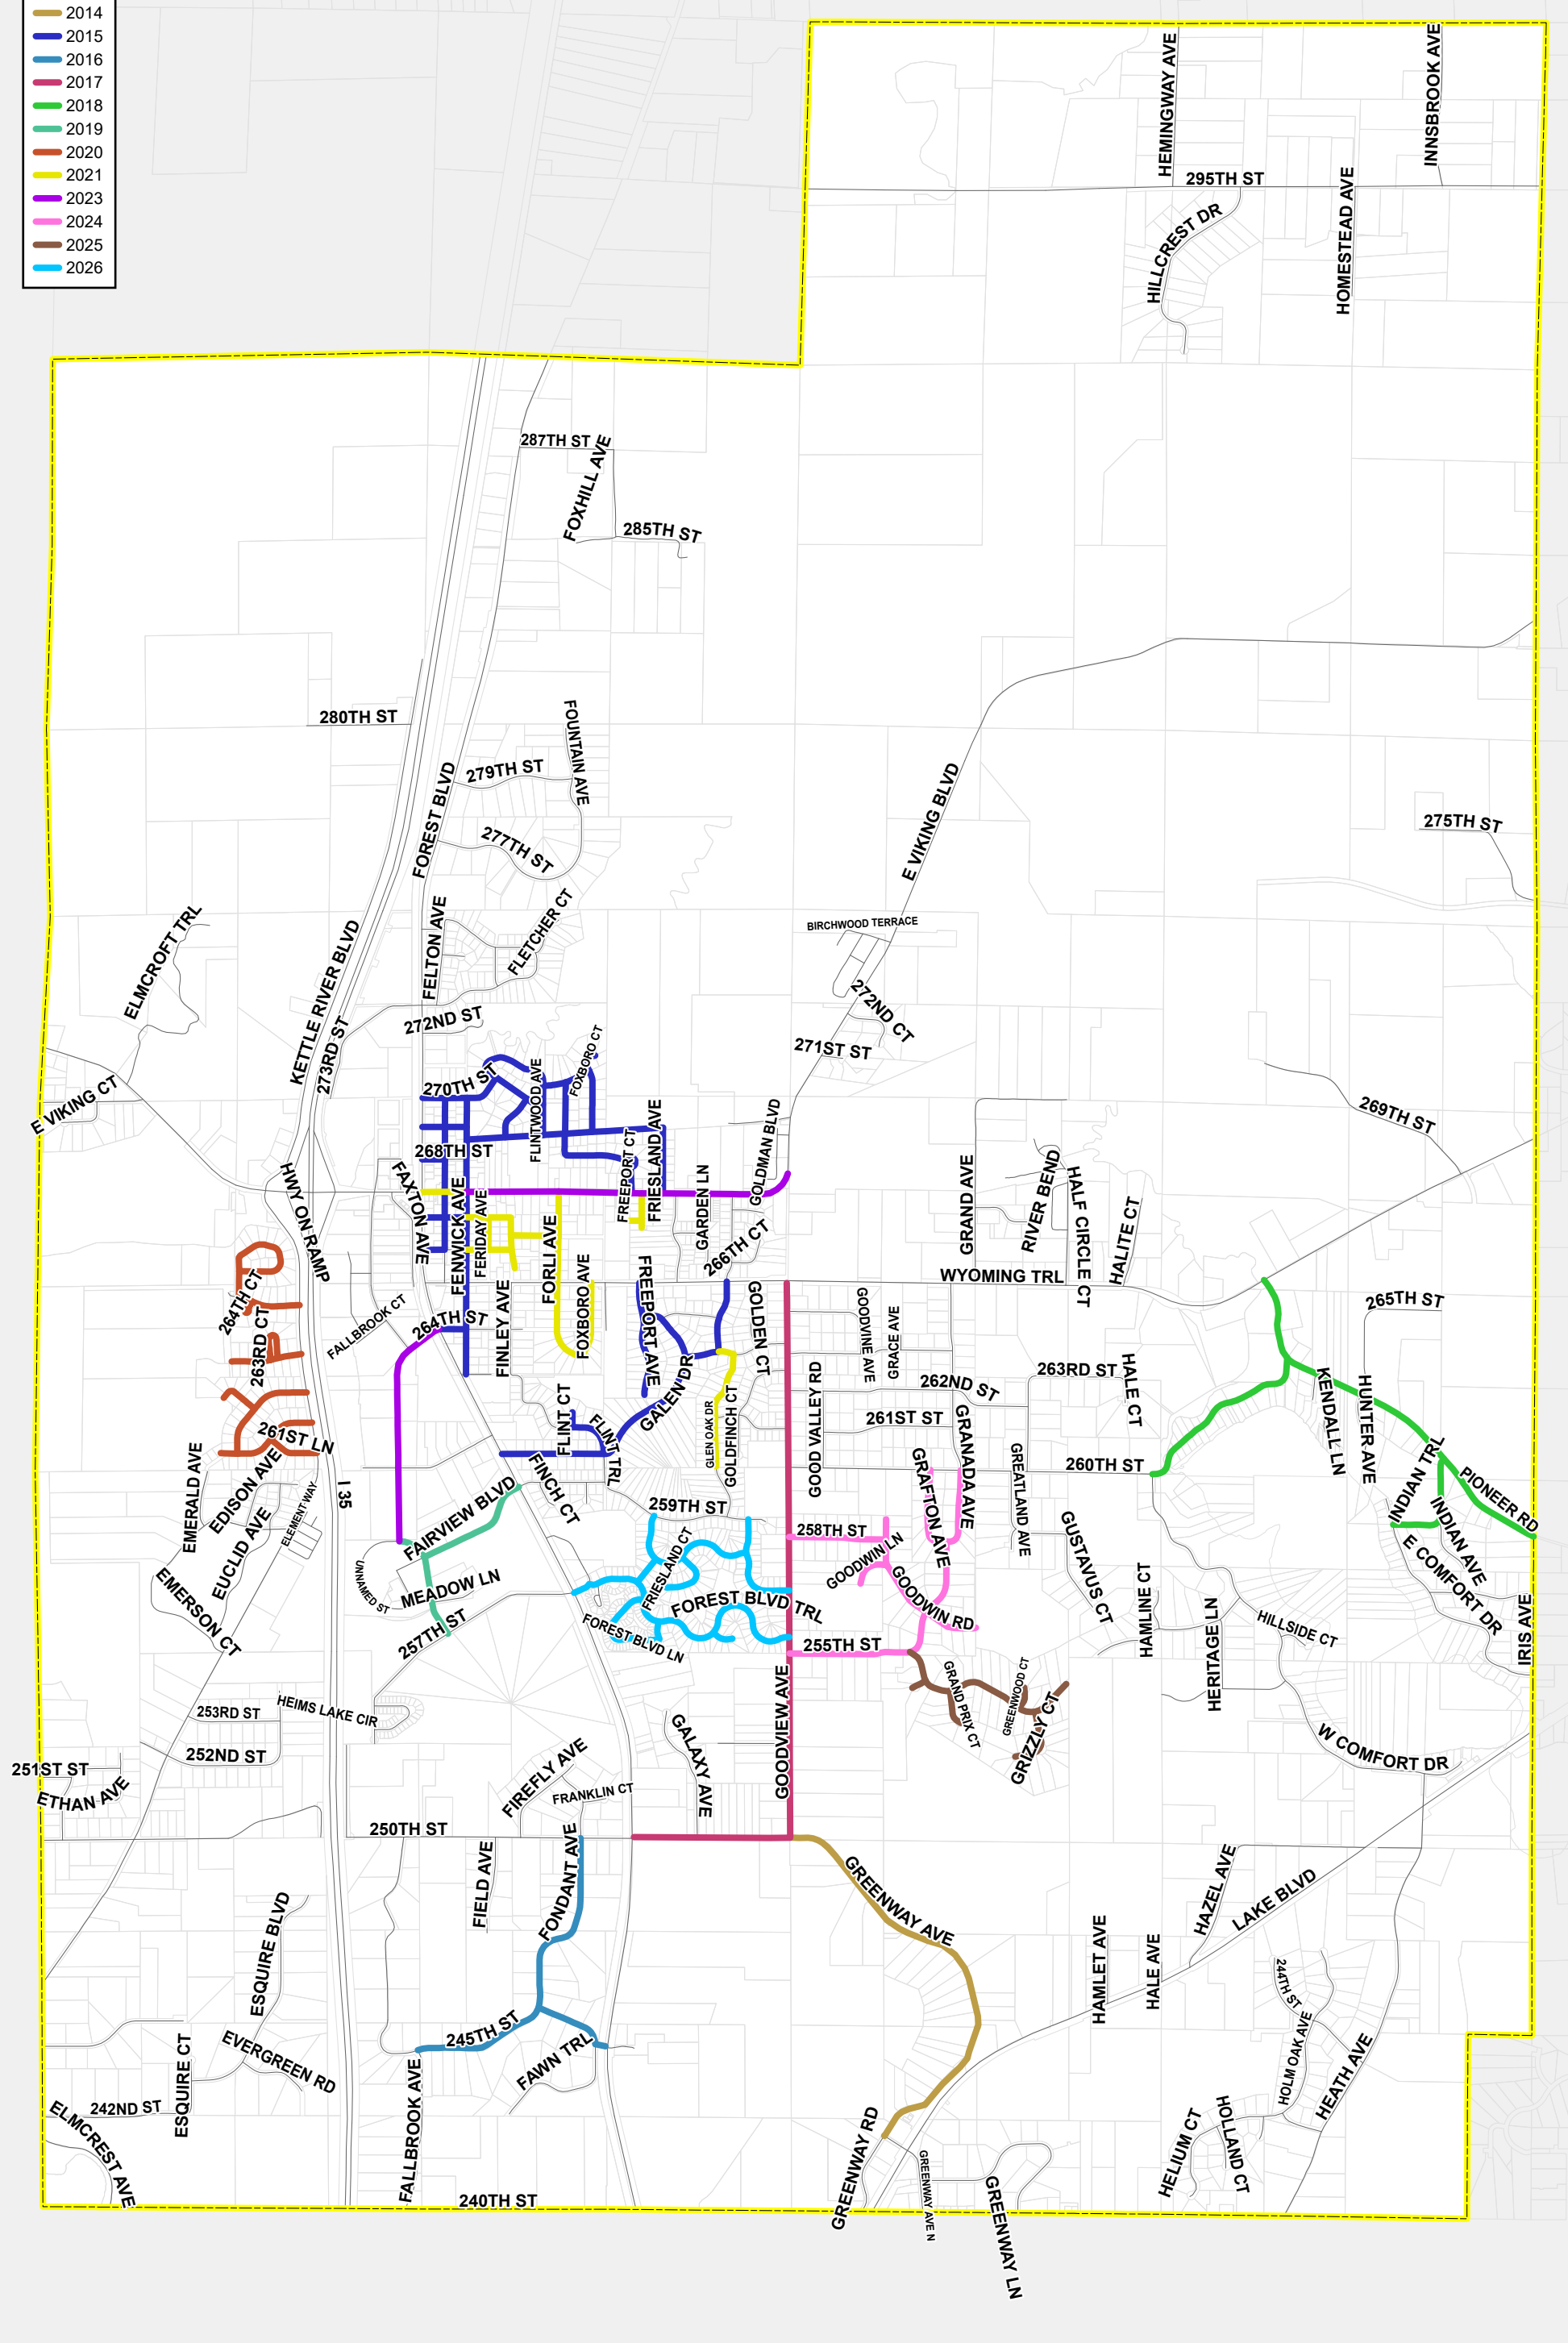 2014
2015
2016
2017
2018
2019
2020
2021
2023
2024
2025
2026
HEMINGWAY AVE
INNSBROOK AVE
295TH ST
HOMESTEAD AVE
HILLCREST DR
287TH ST
FOXHILL AVE
285TH ST
280TH ST
FOUNTAIN AVE
279TH ST
FOREST BLVD
277TH ST
E VIKING BLVD
275TH ST
FELTON AVE
FLETCHER CT
ELMCROFT TRL
KETTLE RIVER BLVD
BIRCHWOOD TERRACE
272ND ST
272ND CT
273RD ST
271ST ST
FOXBORO CT
E VIKING CT
270TH ST
FLINTWOOD AVE
269TH ST
268TH ST
FREEPORT CT
FRIESLAND AVE
GOLDMAN BLVD
HWY ON RAMP
FAXTON AVE
FENWICK AVE
FERIDAY AVE
GARDEN LN
GRAND AVE
RIVER BEND
HALF CIRCLE CT
HALITE CT
FORLI AVE
266TH CT
264TH CT
FOXBORO AVE
FREEPORT AVE
WYOMING TRL
265TH ST
FALLBROOK CT
264TH ST
263RD CT
FINLEY AVE
GOLDEN CT
GOODVINE AVE
GRACE AVE
263RD ST
HALE CT
262ND ST
KENDALL LN
HUNTER AVE
GALEN DR
GOOD VALLEY RD
261ST ST
GRANADA AVE
FLINT CT
FLINT TRL
GLEN OAK DR
GOLDFINCH CT
261ST LN
EMERALD AVE
EDISON AVE
I 35
FINCH CT
GRAFTON AVE
GREATLAND AVE
260TH ST
INDIAN TRL
PIONEER RD
ELEMENT WAY
EUCLID AVE
FAIRVIEW BLVD
259TH ST
258TH ST
GUSTAVUS CT
INDIAN AVE
E COMFORT DR
UNNAMED ST
FRIESLAND CT
GOODWIN LN
EMERSON CT
MEADOW LN
GOODWIN RD
FOREST BLVD TRL
HAMLINE CT
257TH ST
FOREST BLVD LN
255TH ST
HERITAGE LN
HILLSIDE CT
IRIS AVE
253RD ST
HEIMS LAKE CIR
GRAND PRIX CT
GREENWOOD CT
GRIZZLY CT
GOODVIEW AVE
GALAXY AVE
252ND ST
251ST ST
ETHAN AVE
FIREFLY AVE
FRANKLIN CT
W COMFORT DR
250TH ST
FIELD AVE
FONDANT AVE
GREENWAY AVE
HAZEL AVE
LAKE BLVD
ESQUIRE BLVD
HAMLET AVE
HALE AVE
244TH ST
245TH ST
EVERGREEN RD
FAWN TRL
ESQUIRE CT
HOLM OAK AVE
HEATH AVE
242ND ST
ELMCREST AVE
FALLBROOK AVE
GREENWAY RD
GREENWAY AVE N
HELIUM CT
HOLLAND CT
240TH ST
GREENWAY LN